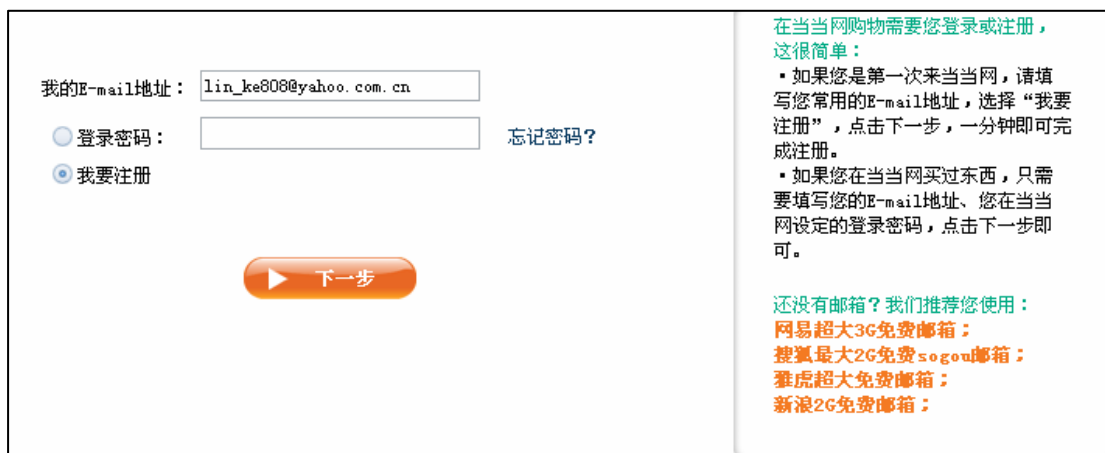 我的E-mail地址：
lin_ke808@yahoo.com.cn
登录密码：
忘记密码？
我要注册
下一步
在当当网购物需要您登录或注册，
这很简单：
▪如果您是第一次来当当网，请填
写您常用的E-mail地址，选择“我要
注册”，点击下一步，一分钟即可完
成注册。
▪如果您在当当网买过东西，只需
要填写您的E-mail地址、您在当当
网设定的登录密码，点击下一步即
可。
还没有邮箱？我们推荐您使用：
网易超大3G免费邮箱；
搜狐最大2G免费sogou邮箱；
雅虎超大免费邮箱；
新浪2G免费邮箱；